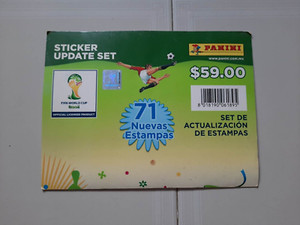 STICKER
UPDATE SET
PANINI
www.panini.com.mx
$59.00
FIFA WORLD CUP
Brasil
OFFICIAL LICENSED PRODUCT
71
Nuevas
Estampas
SET DE
ACTUALIZACIÓN
DE ESTAMPAS